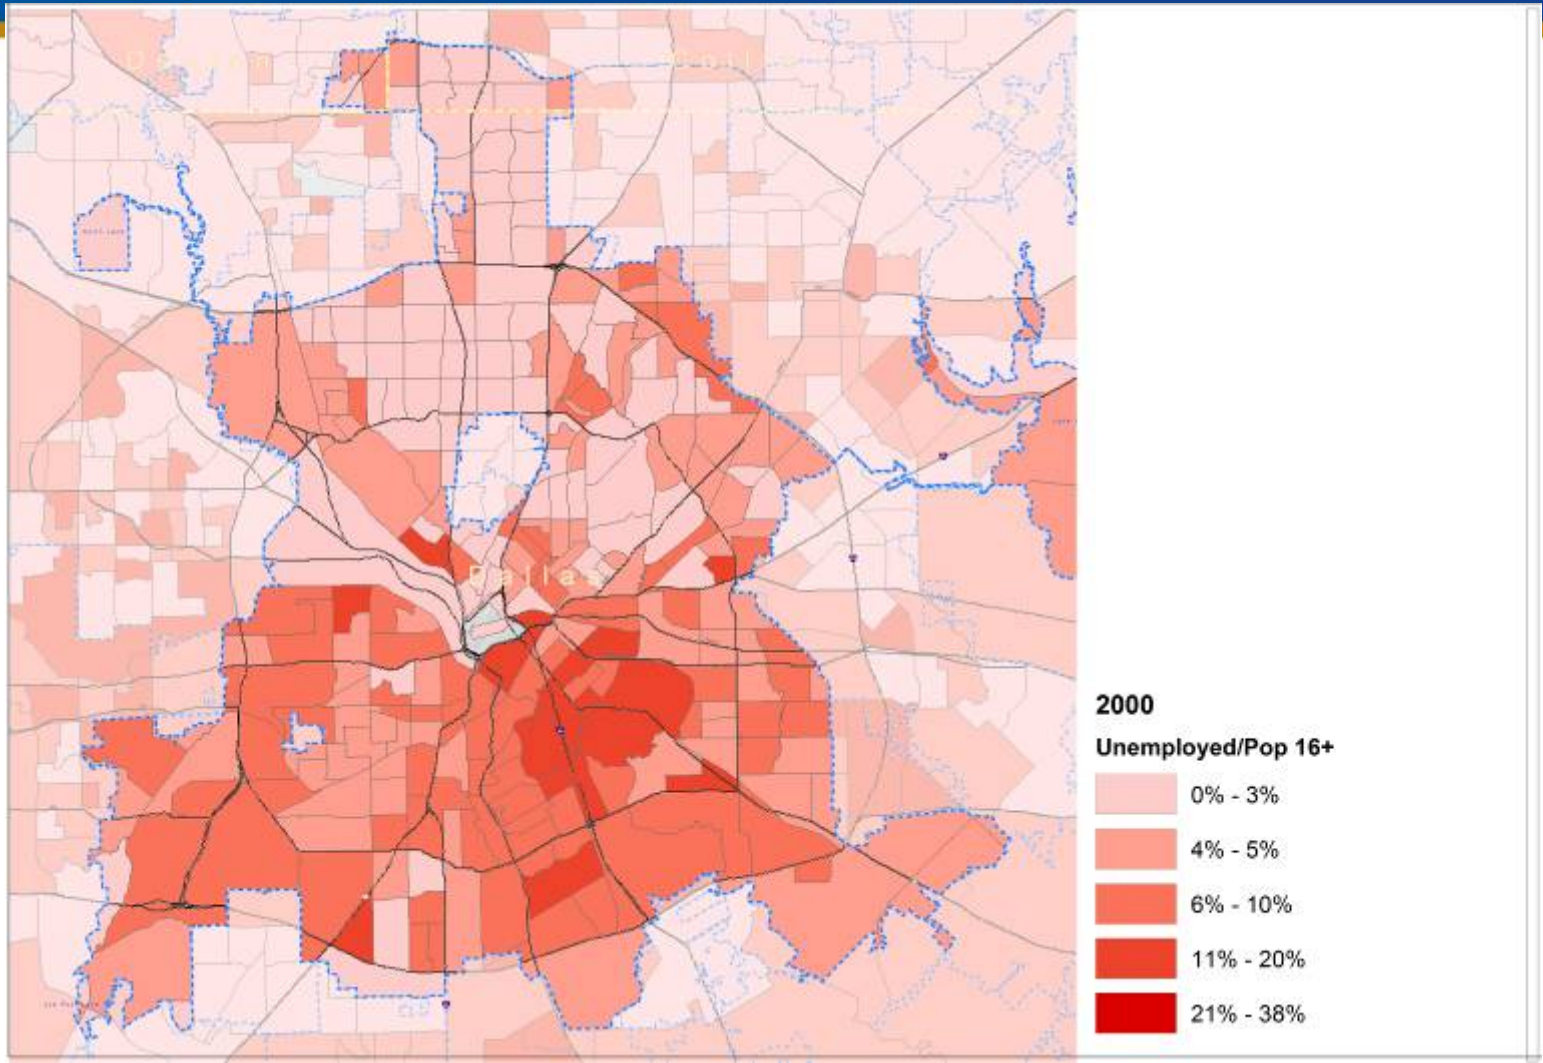 Dallas
2000
Unemployed/Pop 16+
0% - 3%
4% - 5%
6% - 10%
11% - 20%
21% - 38%